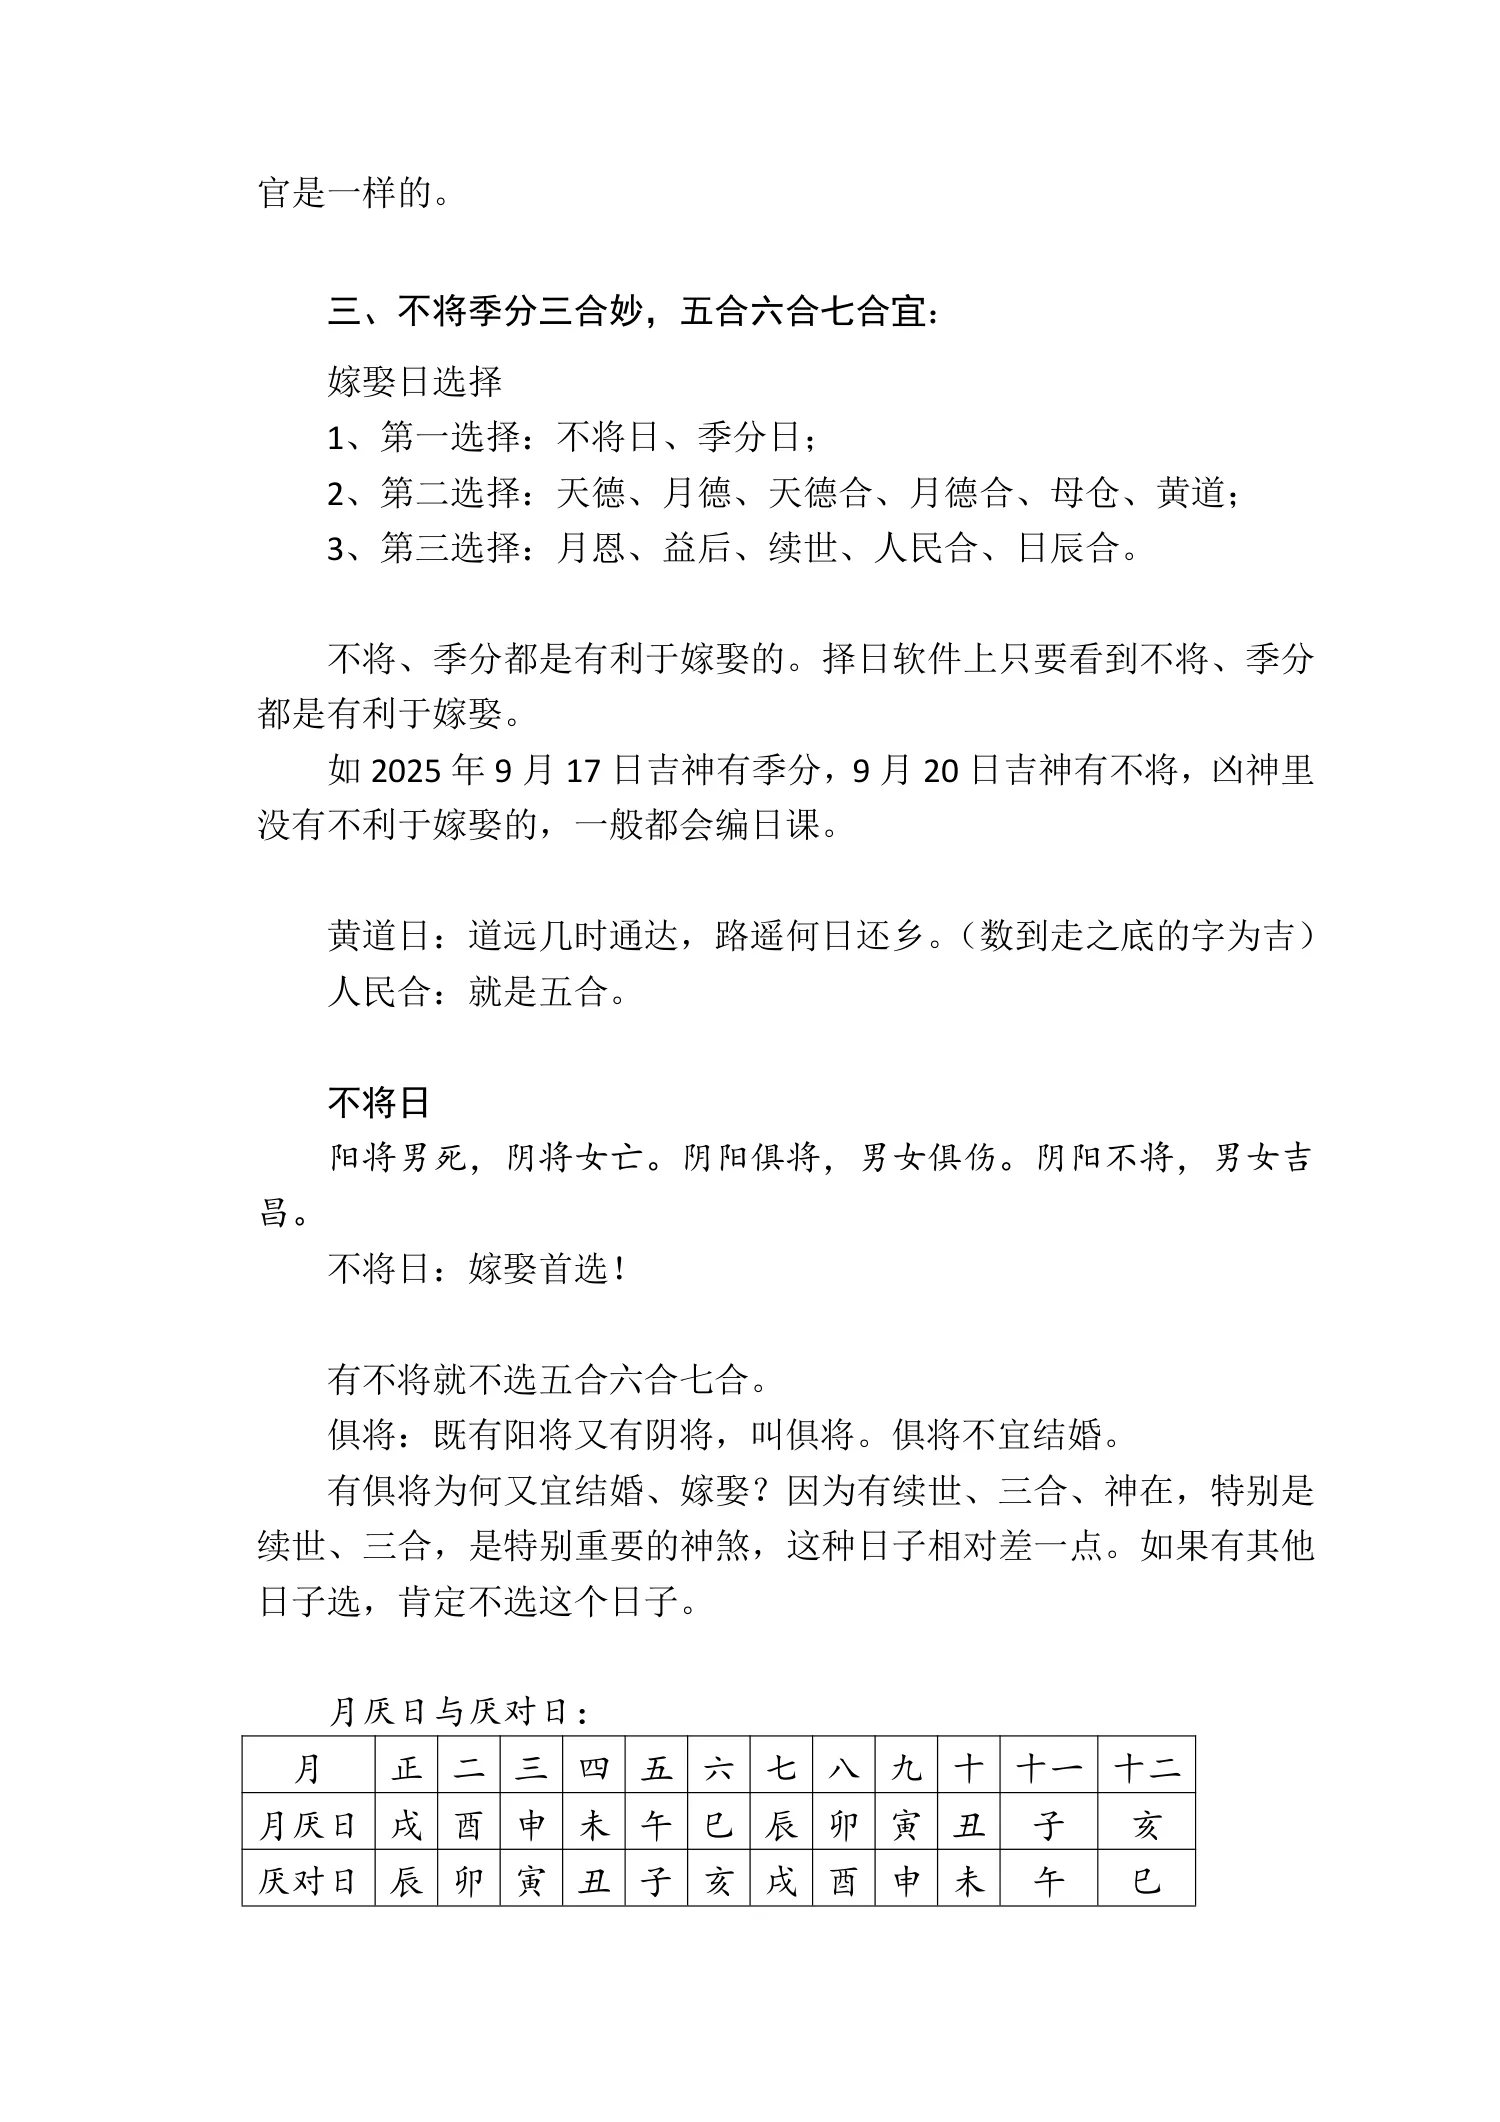 官是一样的。
三、不将季分三合妙，五合六合七合宜：
嫁娶日选择
1、第一选择：不将日、季分日；
2、第二选择：天德、月德、天德合、月德合、母仓、黄道；
3、第三选择：月恩、益后、续世、人民合、日辰合。
不将、季分都是有利于嫁娶的。择日软件上只要看到不将、季分
都是有利于嫁娶。
如 2025 年 9 月 17 日吉神有季分，9 月 20 日吉神有不将，凶神里
没有不利于嫁娶的，一般都会编日课。
黄道日：道远几时通达，路遥何日还乡。（数到走之底的字为吉）
人民合：就是五合。
不将日
阳将男死，阴将女亡。阴阳俱将，男女俱伤。阴阳不将，男女吉
昌。
不将日：嫁娶首选！
有不将就不选五合六合七合。
俱将：既有阳将又有阴将，叫俱将。俱将不宜结婚。
有俱将为何又宜结婚、嫁娶？因为有续世、三合、神在，特别是
续世、三合，是特别重要的神煞，这种日子相对差一点。如果有其他
日子选，肯定不选这个日子。
月厌日与厌对日：
月 正 二 三 四 五 六 七 八 九 十 十一 十二
月厌日 戌 酉 申 未 午 巳 辰 卯 寅 丑 子 亥
厌对日 辰 卯 寅 丑 子 亥 戌 酉 申 未 午 巳